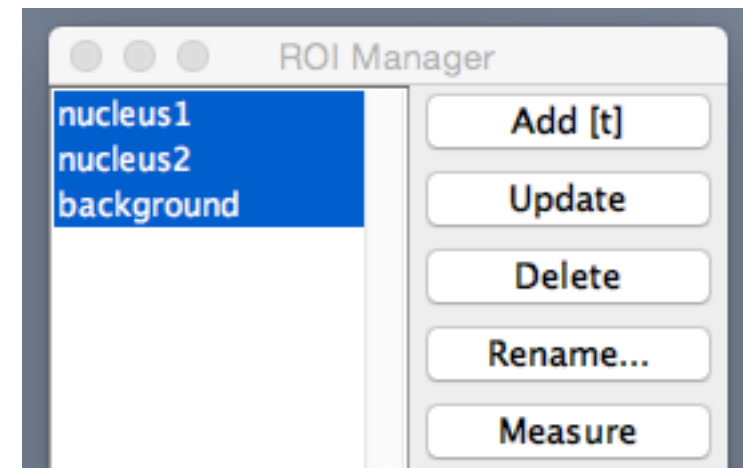 ROI Manager
nucleus1
nucleus2
background
Add [t]
Update
Delete
Rename...
Measure